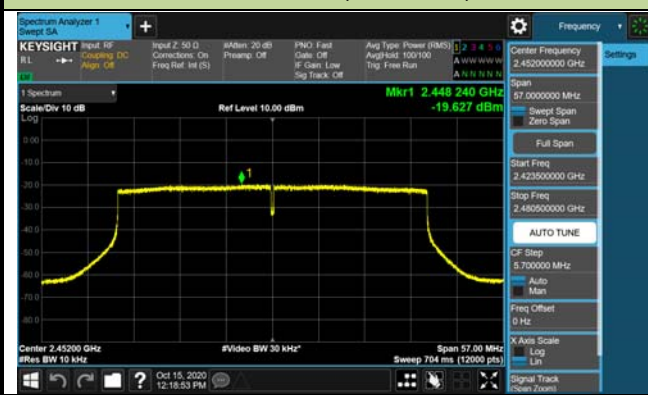 Spectrum Analyzer 1
Swept SA
+
Frequency
KEYSIGHT
RL
Input: RF
Coupling: DC
Align: Off
Input Z: 50 Ω
Corrections: On
Freq Ref: Int (S)
#Atten: 20 dB
Preamp: Off
PNO: Fast
Gate: Off
IF Gain: Low
Sig Track: Off
Avg Type: Power (RMS)
Avg|Hold: 100/100
Trig: Free Run
1 2 3 4 5 6
A W W W W W
A N N N N N
1 Spectrum
Scale/Div 10 dB
Ref Level 10.00 dBm
Mkr1 2.448 240 GHz
-19.627 dBm
Log
0.00
-10.0
-20.0
-30.0
-40.0
-50.0
-60.0
-70.0
-80.0
1
Center 2.45200 GHz
#Video BW 30 kHz*
Span 57.00 MHz
#Res BW 10 kHz
Sweep 704 ms (12000 pts)
?
Oct 15, 2020
12:18:53 PM
Center Frequency
2.452000000 GHz
Settings
Span
57.0000000 MHz
Swept Span
Zero Span
Full Span
Start Freq
2.423500000 GHz
Stop Freq
2.480500000 GHz
AUTO TUNE
CF Step
5.700000 MHz
Auto
Man
Freq Offset
0 Hz
X Axis Scale
Log
Lin
Signal Track
(Span Zoom)